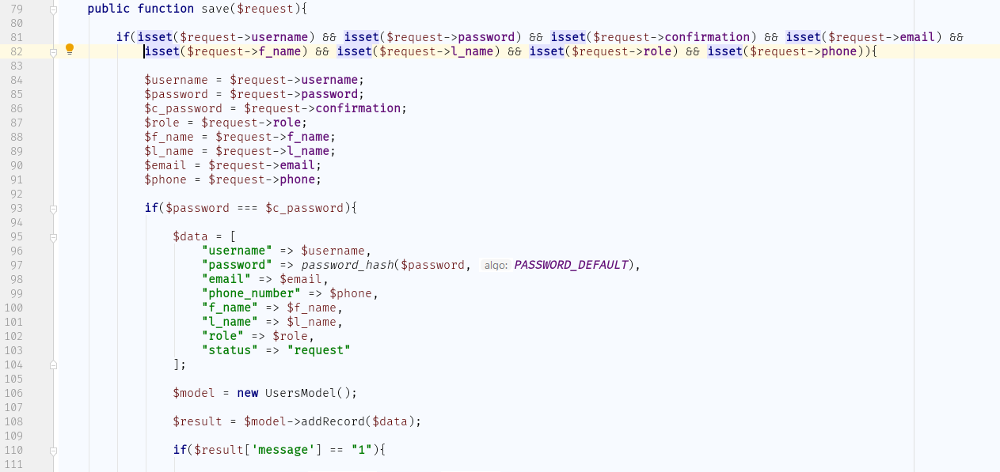 79 public function save($request){
80
81 if(isset($request->username) && isset($request->password) && isset($request->confirmation) && isset($request->email) &&
82 isset($request->f_name) && isset($request->l_name) && isset($request->role) && isset($request->phone)){
83
84 $username = $request->username;
85 $password = $request->password;
86 $c_password = $request->confirmation;
87 $role = $request->role;
88 $f_name = $request->f_name;
89 $l_name = $request->l_name;
90 $email = $request->email;
91 $phone = $request->phone;
92
93 if($password === $c_password){
94
95 $data = [
96 "username" => $username,
97 "password" => password_hash($password, algo: PASSWORD_DEFAULT),
98 "email" => $email,
99 "phone_number" => $phone,
100 "f_name" => $f_name,
101 "l_name" => $l_name,
102 "role" => $role,
103 "status" => "request"
104 ];
105
106 $model = new UsersModel();
107
108 $result = $model->addRecord($data);
109
110 if($result['message'] == "1"){
111